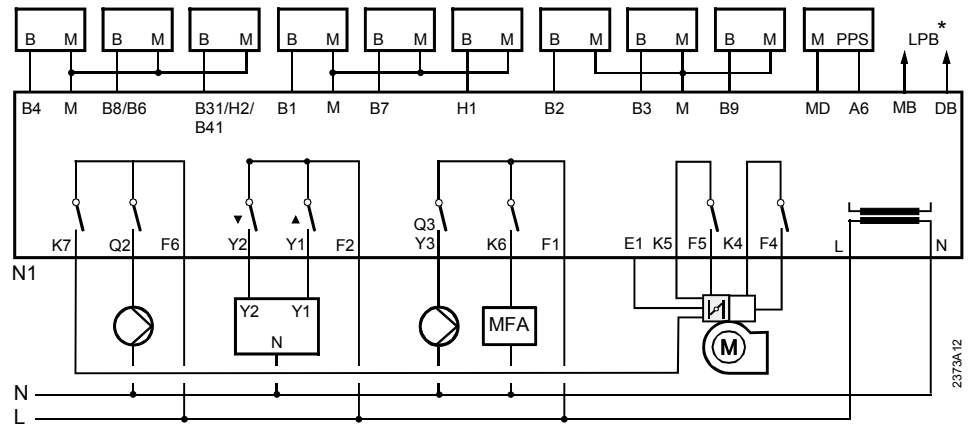 B M B M B M B M B M B M B M B M B M M PPS LPB *
B4 M B8/B6 B31/H2/ B1 M B7 H1 B2 B3 M B9 MD A6 MB DB
B41
Q3
K7 Q2 F6 Y2 Y1 F2 Y3 K6 F1 E1 K5 F5 K4 F4 L N
N1
Y2 Y1
N
MFA
M
2373A12
N
L